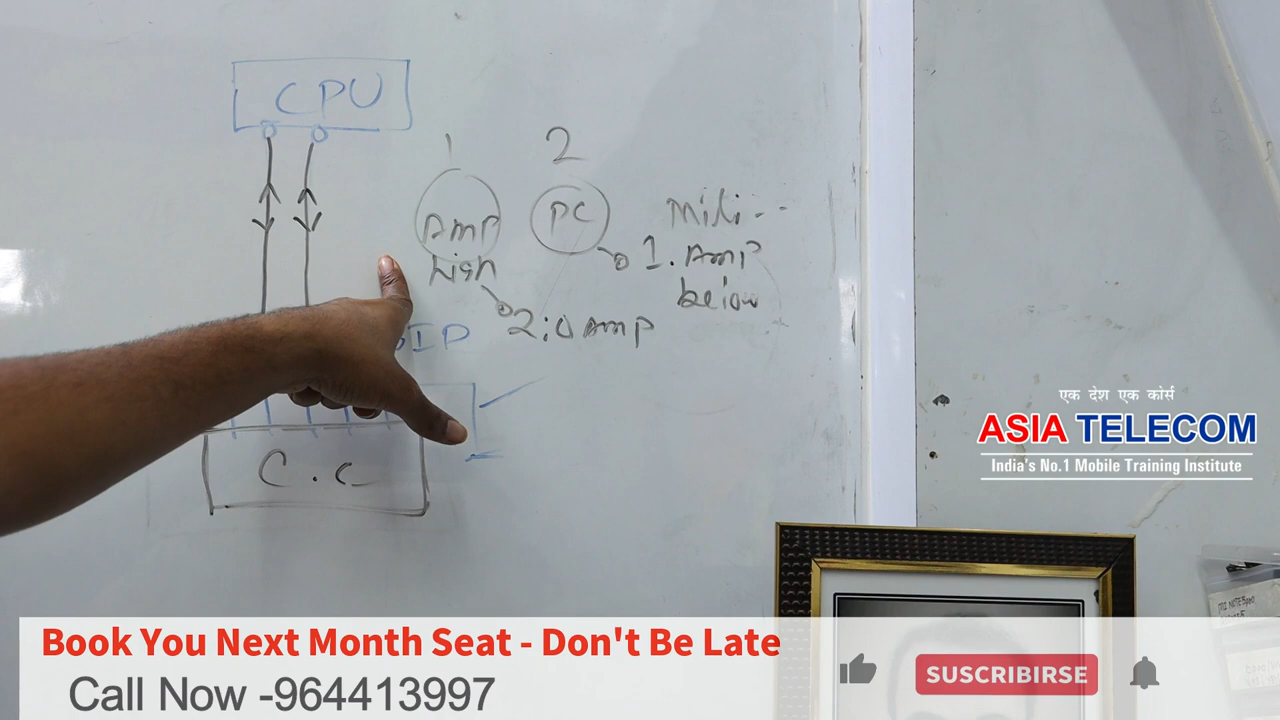 CPU
1
2
Amp
High
PC
Mili--
1. Amp
below
2:0 Amp
C.C
एक देश एक कोर्स
ASIA TELECOM
India's No.1 Mobile Training Institute
Book You Next Month Seat - Don't Be Late
Call Now -964413997
SUSCRIBIRSE